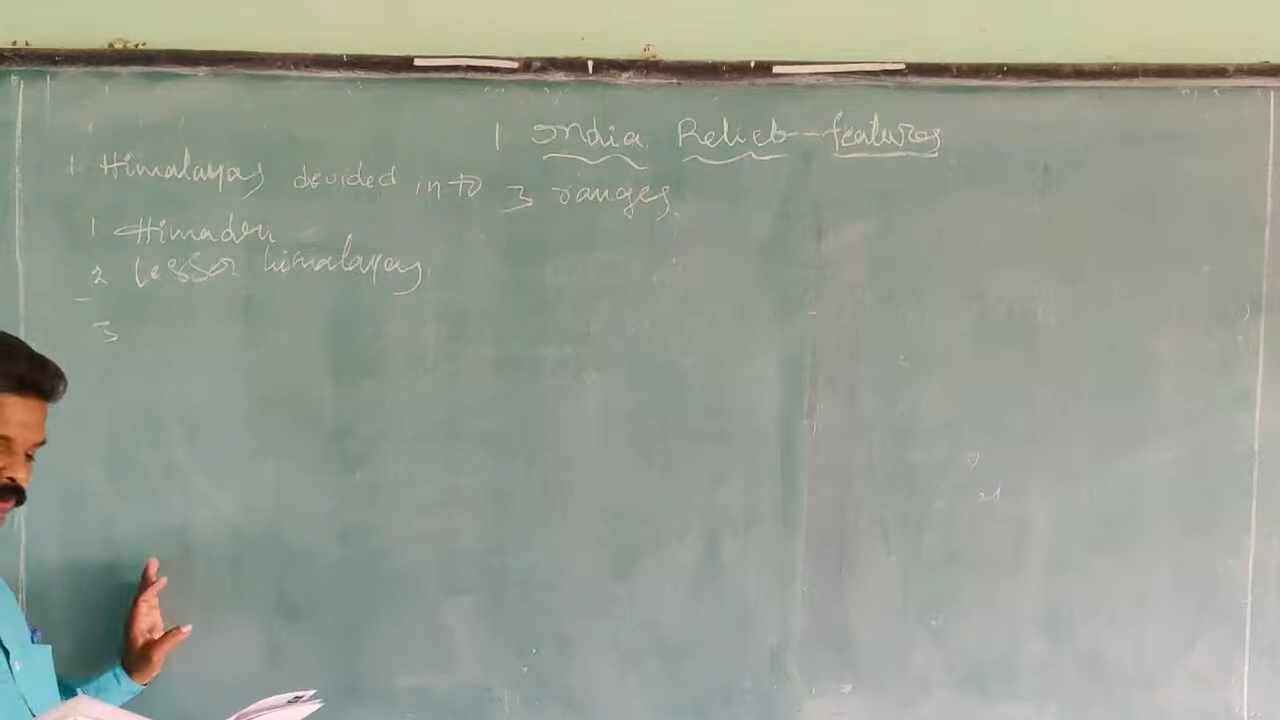 1 India Relief features
1 Himalayas devided into 3 ranges
1 Himadri
2 lesser himalayas
3